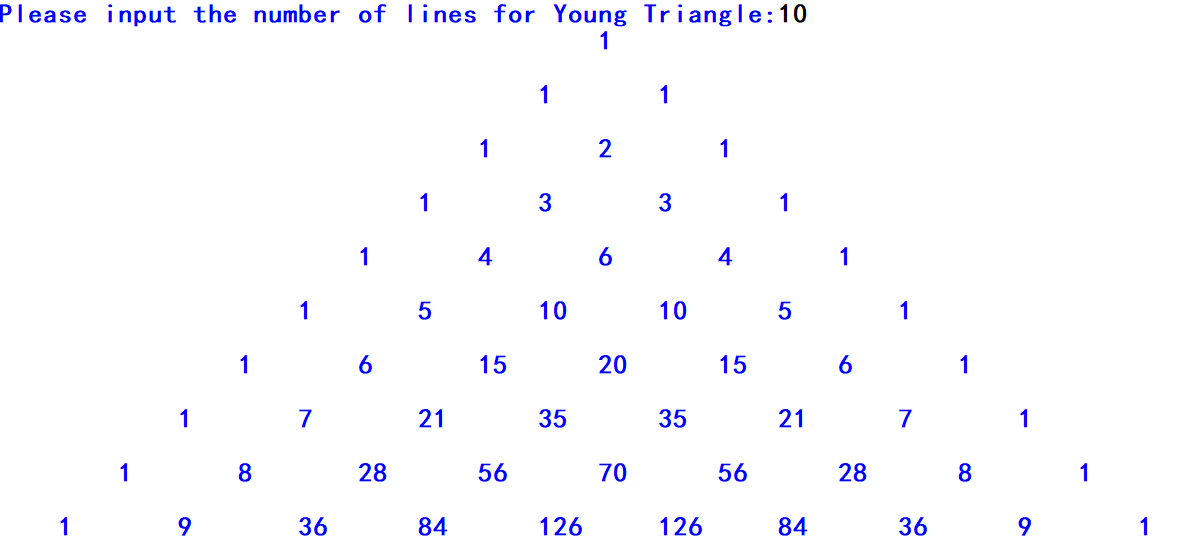 Please input the number of lines for Young Triangle:10
1
1 1
1 2 1
1 3 3 1
1 4 6 4 1
1 5 10 10 5 1
1 6 15 20 15 6 1
1 7 21 35 35 21 7 1
1 8 28 56 70 56 28 8 1
1 9 36 84 126 126 84 36 9 1